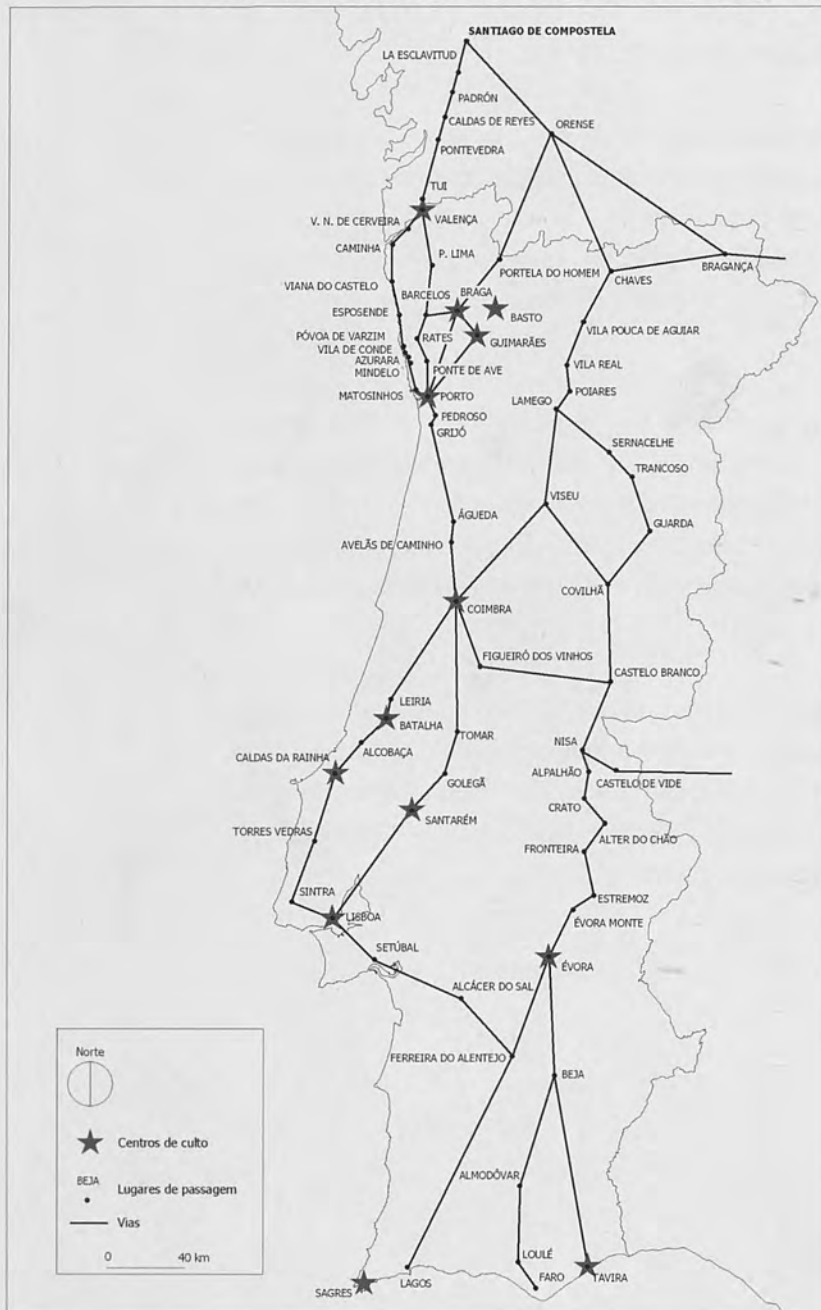 SANTIAGO DE COMPOSTELA
LA ESCLAVITUD
PADRÓN
CALDAS DE REYES
ORENSE
PONTEVEDRA
TUI
VALENÇA
V. N. DE CERVEIRA
CAMINHA
P. LIMA
PORTELA DO HOMEM
BRAGANÇA
CHAVES
VIANA DO CASTELO
BARCELOS
BRAGA
BASTO
ESPOSENDE
VILA POUCA DE AGUIAR
PÓVOA DE VARZIM
RATES
GUIMARÃES
VILA DE CONDE
AZURARA
PONTE DE AVE
VILA REAL
MINDELO
MATOSINHOS
PORTO
POIARES
LAMEGO
PEDROSO
GRIJÓ
SERNACELHE
TRANCOSO
VISEU
ÁGUEDA
GUARDA
AVELÃS DE CAMINHO
COVILHÃ
COIMBRA
FIGUEIRÓ DOS VINHOS
CASTELO BRANCO
LEIRIA
BATALHA
TOMAR
ALCOBAÇA
NISA
CALDAS DA RAINHA
GOLEGÃ
ALPALHÃO
CASTELO DE VIDE
CRATO
SANTARÉM
TORRES VEDRAS
ALTER DO CHÃO
FRONTEIRA
SINTRA
ESTREMOZ
LISBOA
ÉVORA MONTE
SETÚBAL
ÉVORA
ALCÁCER DO SAL
FERREIRA DO ALENTEJO
BEJA
ALMODÔVAR
LOULÉ
LAGOS
FARO
TAVIRA
SAGRES
Norte
Centros de culto
BEJA
Lugares de passagem
Vias
0 40 km